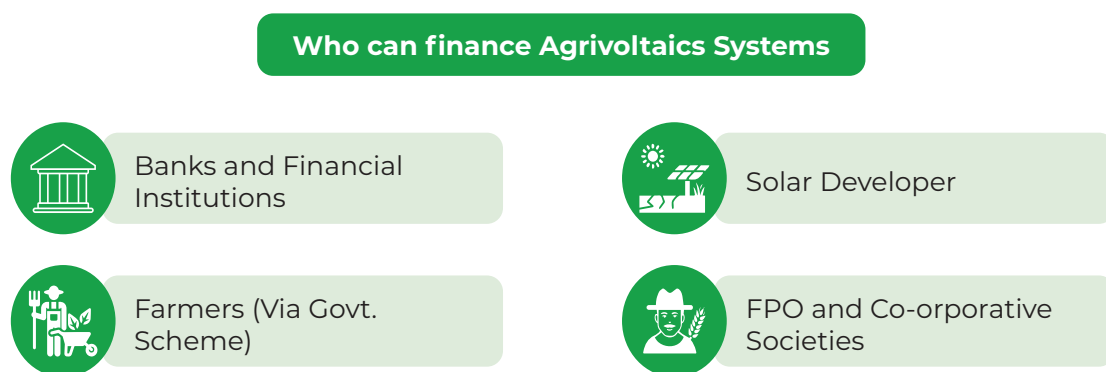 Who can finance Agrivoltaics Systems
Banks and Financial
Institutions
Solar Developer
Farmers (Via Govt.
Scheme)
FPO and Co-orporative
Societies